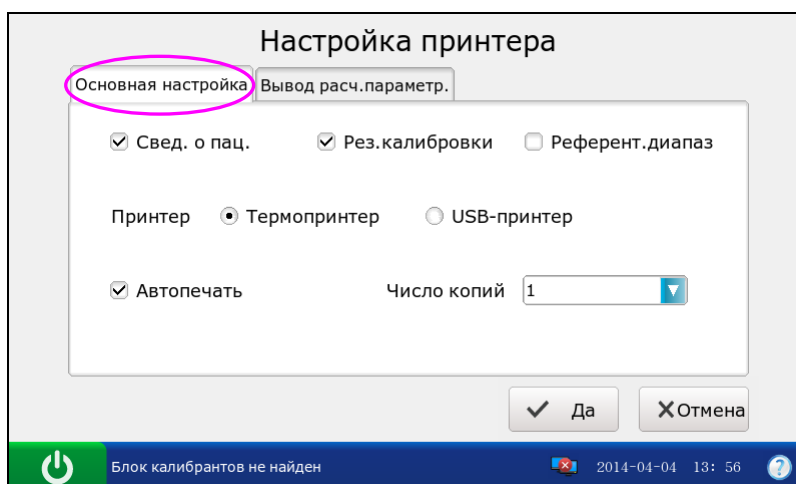 Настройка принтера
Основная настройка Вывод расч.параметр.
Свед. о пац. Рез.калибровки Референт.диапаз
Принтер Термопринтер USB-принтер
Автопечать Число копий 1
Да Отмена
Блок калибрантов не найден 2014-04-04 13: 56 ?